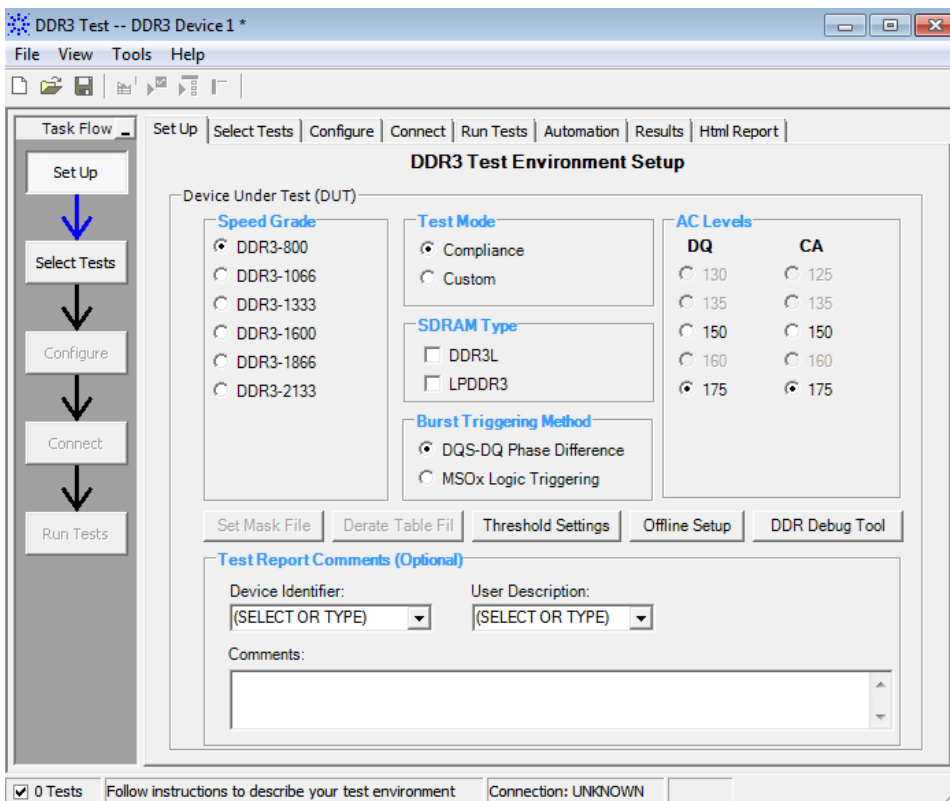 DDR3 Test -- DDR3 Device 1 *
File View Tools Help
Task Flow
Set Up
Select Tests
Configure
Connect
Run Tests
Set Up Select Tests Configure Connect Run Tests Automation Results Html Report
DDR3 Test Environment Setup
Device Under Test (DUT)
Speed Grade
DDR3-800
DDR3-1066
DDR3-1333
DDR3-1600
DDR3-1866
DDR3-2133
Test Mode
Compliance
Custom
SDRAM Type
DDR3L
LPDDR3
Burst Triggering Method
DQS-DQ Phase Difference
MSOx Logic Triggering
AC Levels
DQ CA
130 125
135 135
150 150
160 160
175 175
Set Mask File Derate Table Fil Threshold Settings Offline Setup DDR Debug Tool
Test Report Comments (Optional)
Device Identifier: User Description:
(SELECT OR TYPE) (SELECT OR TYPE)
Comments:
0 Tests Follow instructions to describe your test environment Connection: UNKNOWN